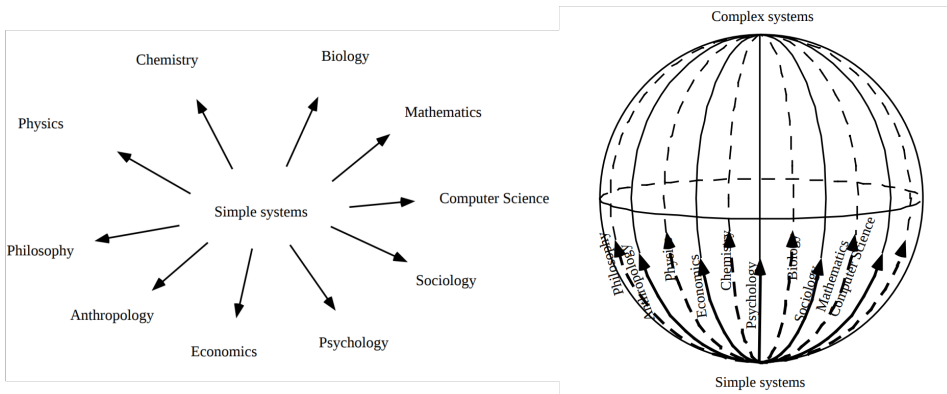 Complex systems
Chemistry
Biology
Mathematics
Physics
Computer Science
Simple systems
Philosophy
Sociology
Anthropology
Economics
Psychology
Philosophy
Anthropology
Physics
Economics
Chemistry
Psychology
Biology
Sociology
Mathematics
Computer Science
Simple systems